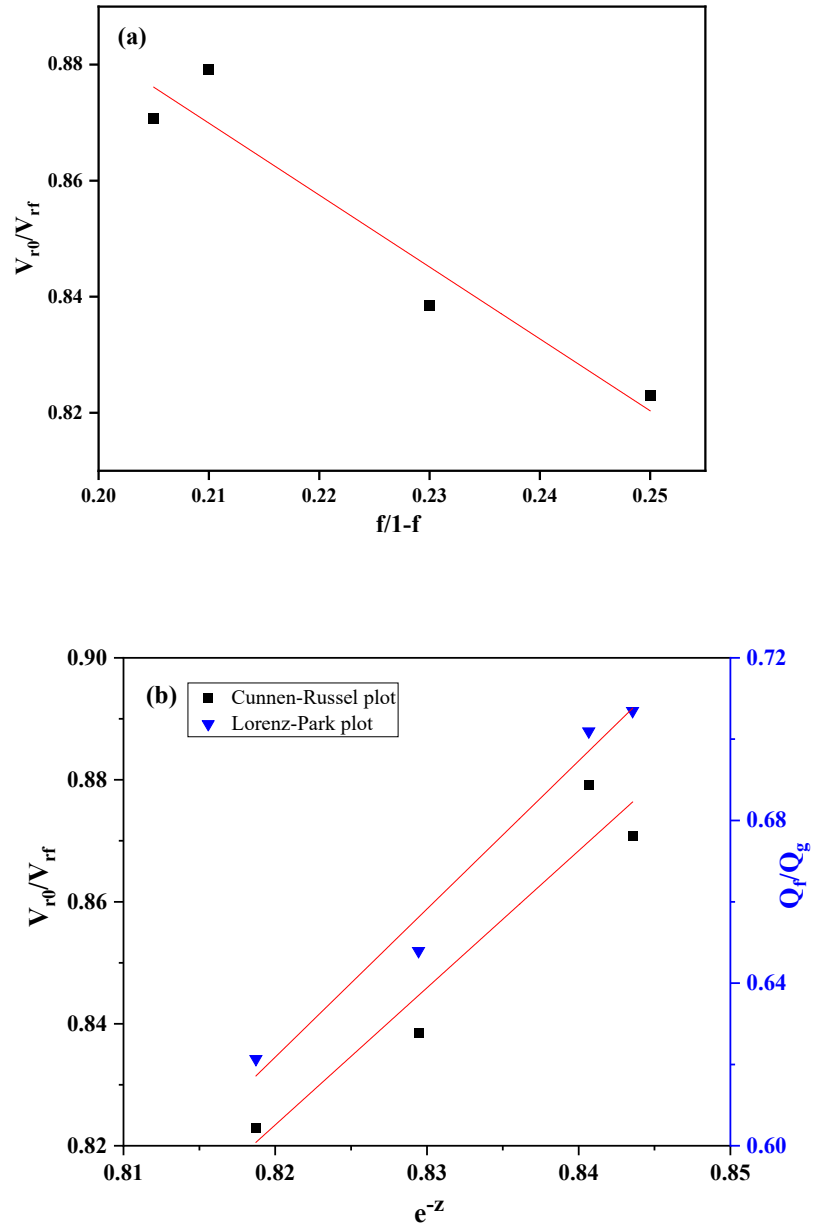 (a)
0.88
0.86
0.84
0.82
V_r0/V_rf
0.20
0.21
0.22
0.23
0.24
0.25
f/1-f
(b)
Cunnen-Russel plot
Lorenz-Park plot
0.90
0.88
0.86
0.84
0.82
V_r0/V_rf
0.72
0.68
0.64
0.60
Q_f/Q_g
0.81
0.82
0.83
0.84
0.85
e^-z